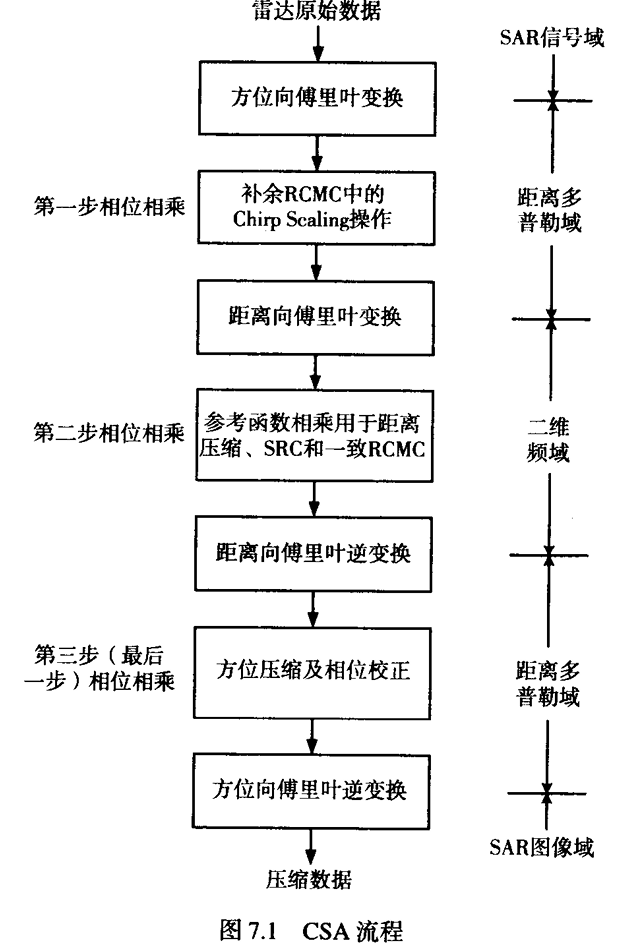 雷达原始数据
SAR信号域
方位向傅里叶变换
第一步相位相乘
补余RCMC中的
Chirp Scaling操作
距离多
普勒域
距离向傅里叶变换
第二步相位相乘
参考函数相乘用于距离
压缩、SRC和一致RCMC
二维
频域
距离向傅里叶逆变换
第三步（最后
一步）相位相乘
方位压缩及相位校正
距离多
普勒域
方位向傅里叶逆变换
SAR图像域
压缩数据
图 7.1 CSA 流程